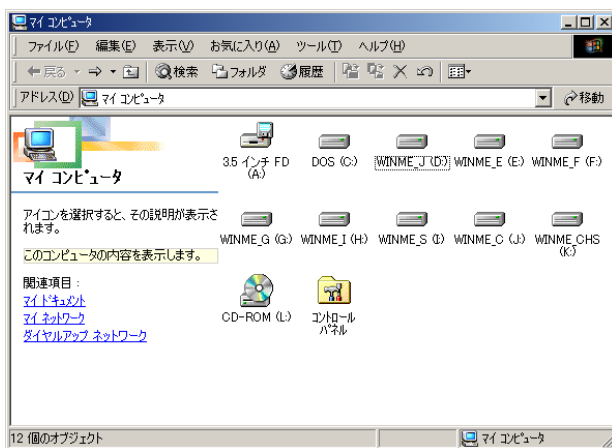 マイ コンピュータ
ファイル(F) 編集(E) 表示(V) お気に入り(A) ツール(T) ヘルプ(H)
戻る 検索 フォルダ 履歴
アドレス(D) マイ コンピュータ 移動
マイ コンピュータ
アイコンを選択すると、その説明が表示さ
れます。
このコンピュータの内容を表示します。
関連項目:
マイ ドキュメント
マイ ネットワーク
ダイヤルアップ ネットワーク
3.5 インチ FD
(A:)
DOS (C:)
WINME_J (D:)
WINME_E (E:)
WINME_F (F:)
WINME_G (G:)
WINME_I (H:)
WINME_S (I:)
WINME_C (J:)
WINME_CHS
(K:)
CD-ROM (L:)
コントロール
パネル
12 個のオブジェクト
マイ コンピュータ